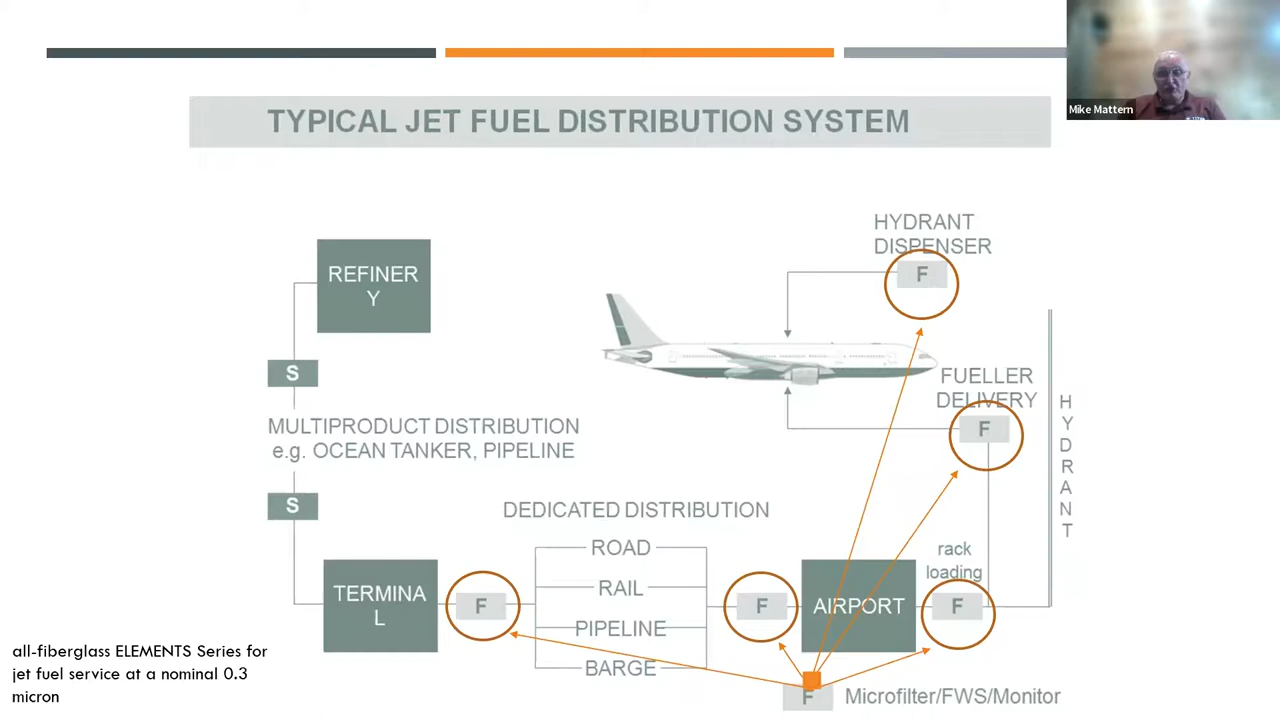 Mike Mattern
TYPICAL JET FUEL DISTRIBUTION SYSTEM
HYDRANT
DISPENSER
F
REFINER
Y
S
MULTIPRODUCT DISTRIBUTION
e.g. OCEAN TANKER, PIPELINE
S
FUELLER
DELIVERY
F
HYDRANT
DEDICATED DISTRIBUTION
ROAD
RAIL
PIPELINE
BARGE
TERMINA
L
F
F
AIRPORT
rack
loading
F
all-fiberglass ELEMENTS Series for
jet fuel service at a nominal 0.3
micron
F
Microfilter/FWS/Monitor